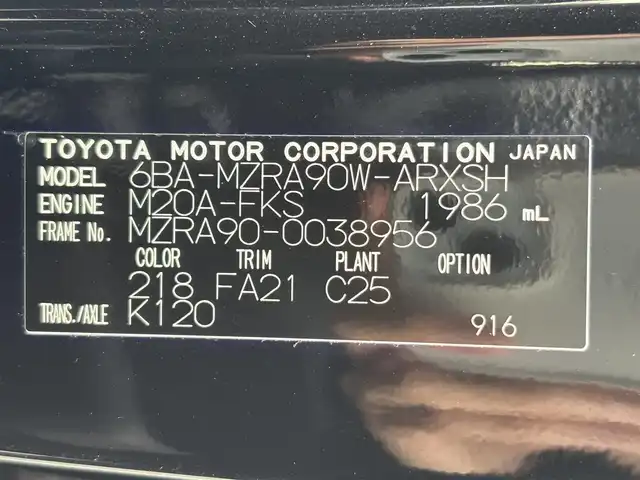 TOYOTA MOTOR CORPORATION JAPAN
MODEL 6BA-MZRA90W-ARXSH
ENGINE M20A-FKS 1986 mL
FRAME No. MZRA90-0038956
COLOR TRIM PLANT OPTION
218 FA21 C25
TRANS./AXLE K120
916